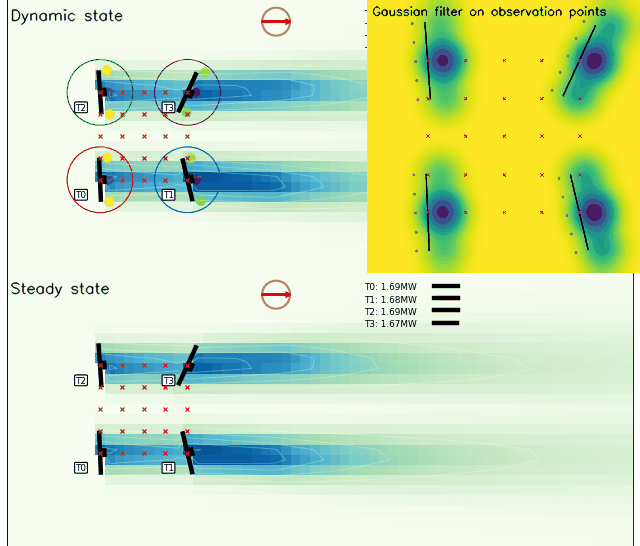 Dynamic state
Gaussian filter on observation points
T2
T3
T0
T1
Steady state
T0: 1.69MW
T1: 1.68MW
T2: 1.69MW
T3: 1.67MW
T2
T3
T0
T1